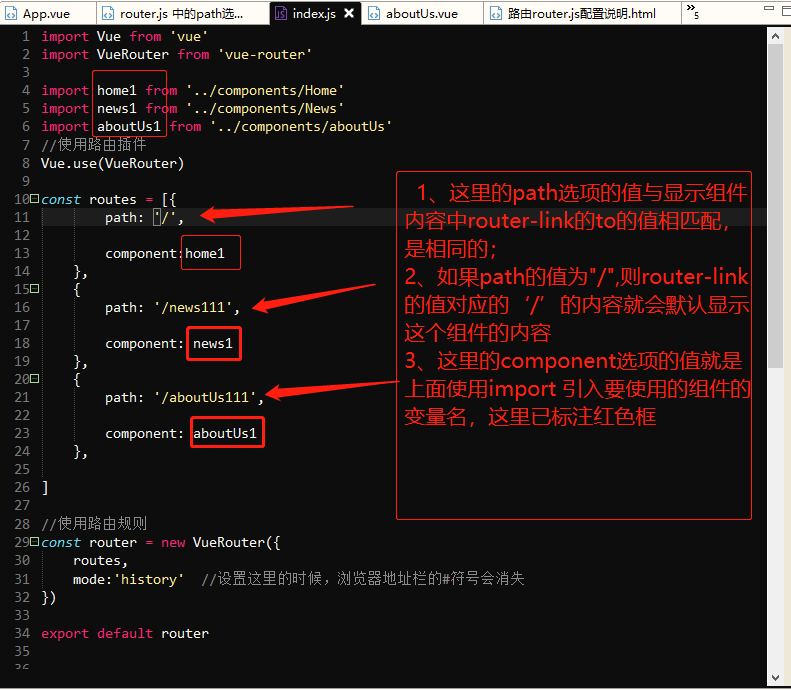 App.vue
router.js 中的path选...
index.js
aboutUs.vue
路由router.js配置说明.html
»5
1 import Vue from 'vue'
2 import VueRouter from 'vue-router'
3
4 import home1 from '../components/Home'
5 import news1 from '../components/News'
6 import aboutUs1 from '../components/aboutUs'
7 //使用路由插件
8 Vue.use(VueRouter)
9
10 const routes = [{
11 path: '/',
12
13 component:home1
14 },
15 {
16 path: '/news111',
17
18 component: news1
19 },
20 {
21 path: '/aboutUs111',
22
23 component: aboutUs1
24 },
25
26 ]
27
28 //使用路由规则
29 const router = new VueRouter({
30 routes,
31 mode:'history' //设置这里的时候，浏览器地址栏的#符号会消失
32 })
33
34 export default router
35
36
1、这里的path选项的值与显示组件
内容中router-link的to的值相匹配，
是相同的；
2、如果path的值为"/",则router-link
的值对应的‘/’的内容就会默认显示
这个组件的内容
3、这里的component选项的值就是
上面使用import 引入要使用的组件的
变量名，这里已标注红色框